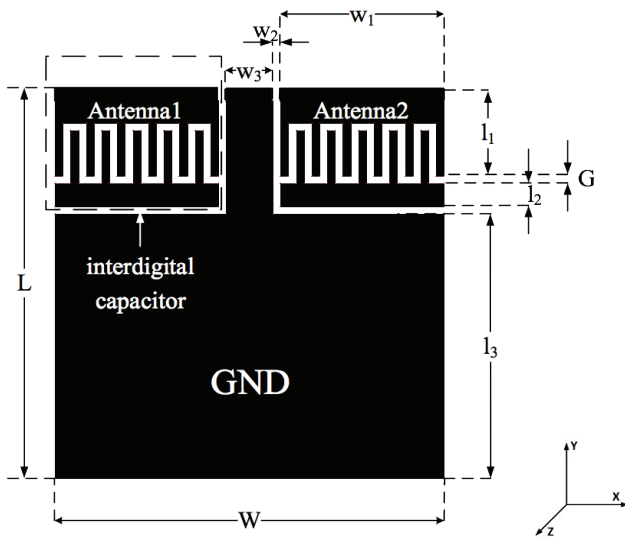 w₁
w₂
w₃
Antenna1
Antenna2
l₁
G
l₂
interdigital
capacitor
L
l₃
GND
W
Y
X
Z